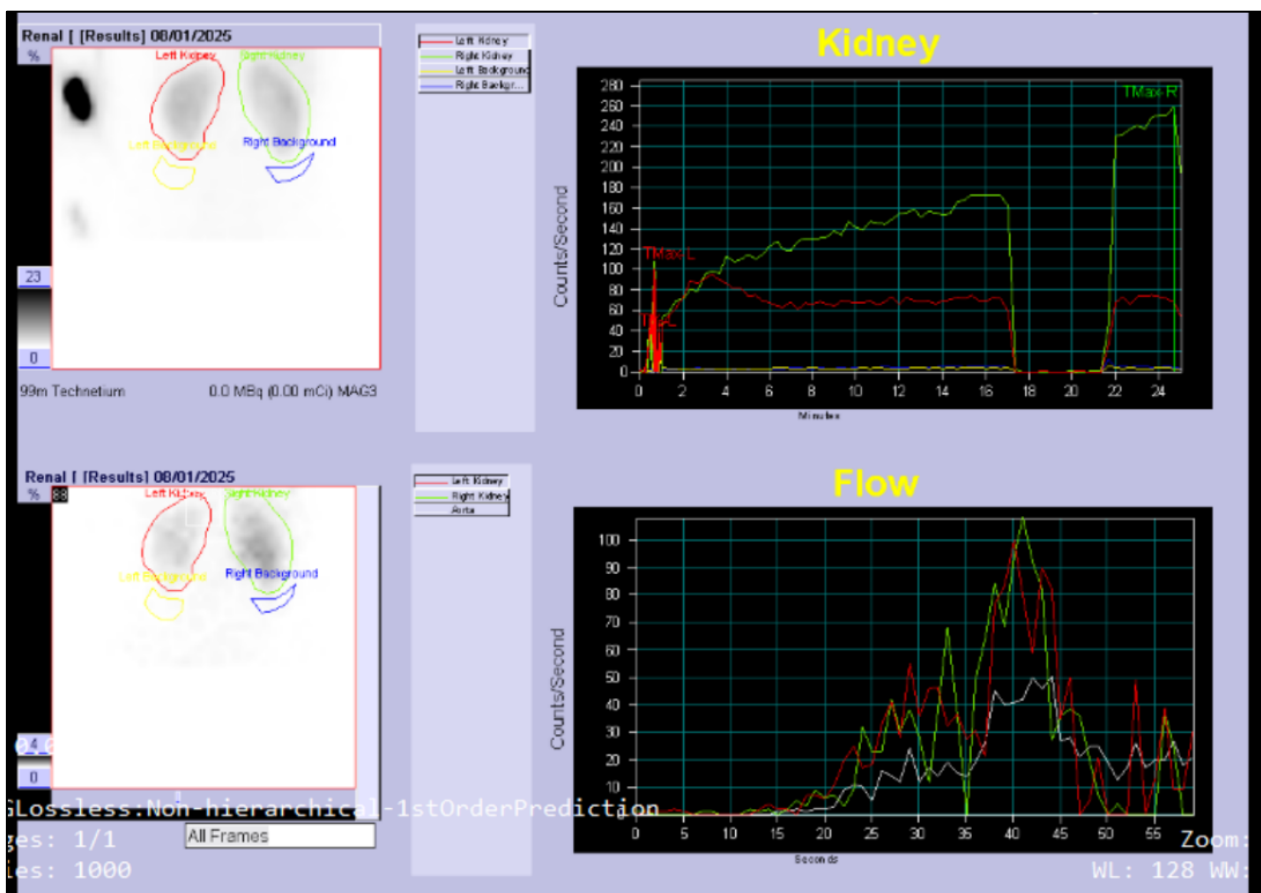 Renal [ [Results] 08/01/2025
%
Left Kidney
Right Kidney
Left Background
Right Background
23
0
99m Technetium 0.0 MBq (0.00 mCi) MAG3
Left Kidney
Right Kidney
Left Background
Right Backgr...
Kidney
TMax R
TMax L
280
260
240
220
200
180
160
140
120
100
80
60
40
20
0
Counts/Second
0 2 4 6 8 10 12 14 16 18 20 22 24
Minutes
Renal [ [Results] 08/01/2025
%
88
Left Kidney
Right Kidney
Left Background
Right Background
4
0
Left Kidney
Right Kidney
Aorta
Flow
100
90
80
70
60
50
40
30
20
10
Counts/Second
0 5 10 15 20 25 30 35 40 45 50 55
Seconds
GLossless:Non-hierarchical-1stOrderPrediction
ges: 1/1
All Frames
Zoom:
ies: 1000
WL: 128 WW: